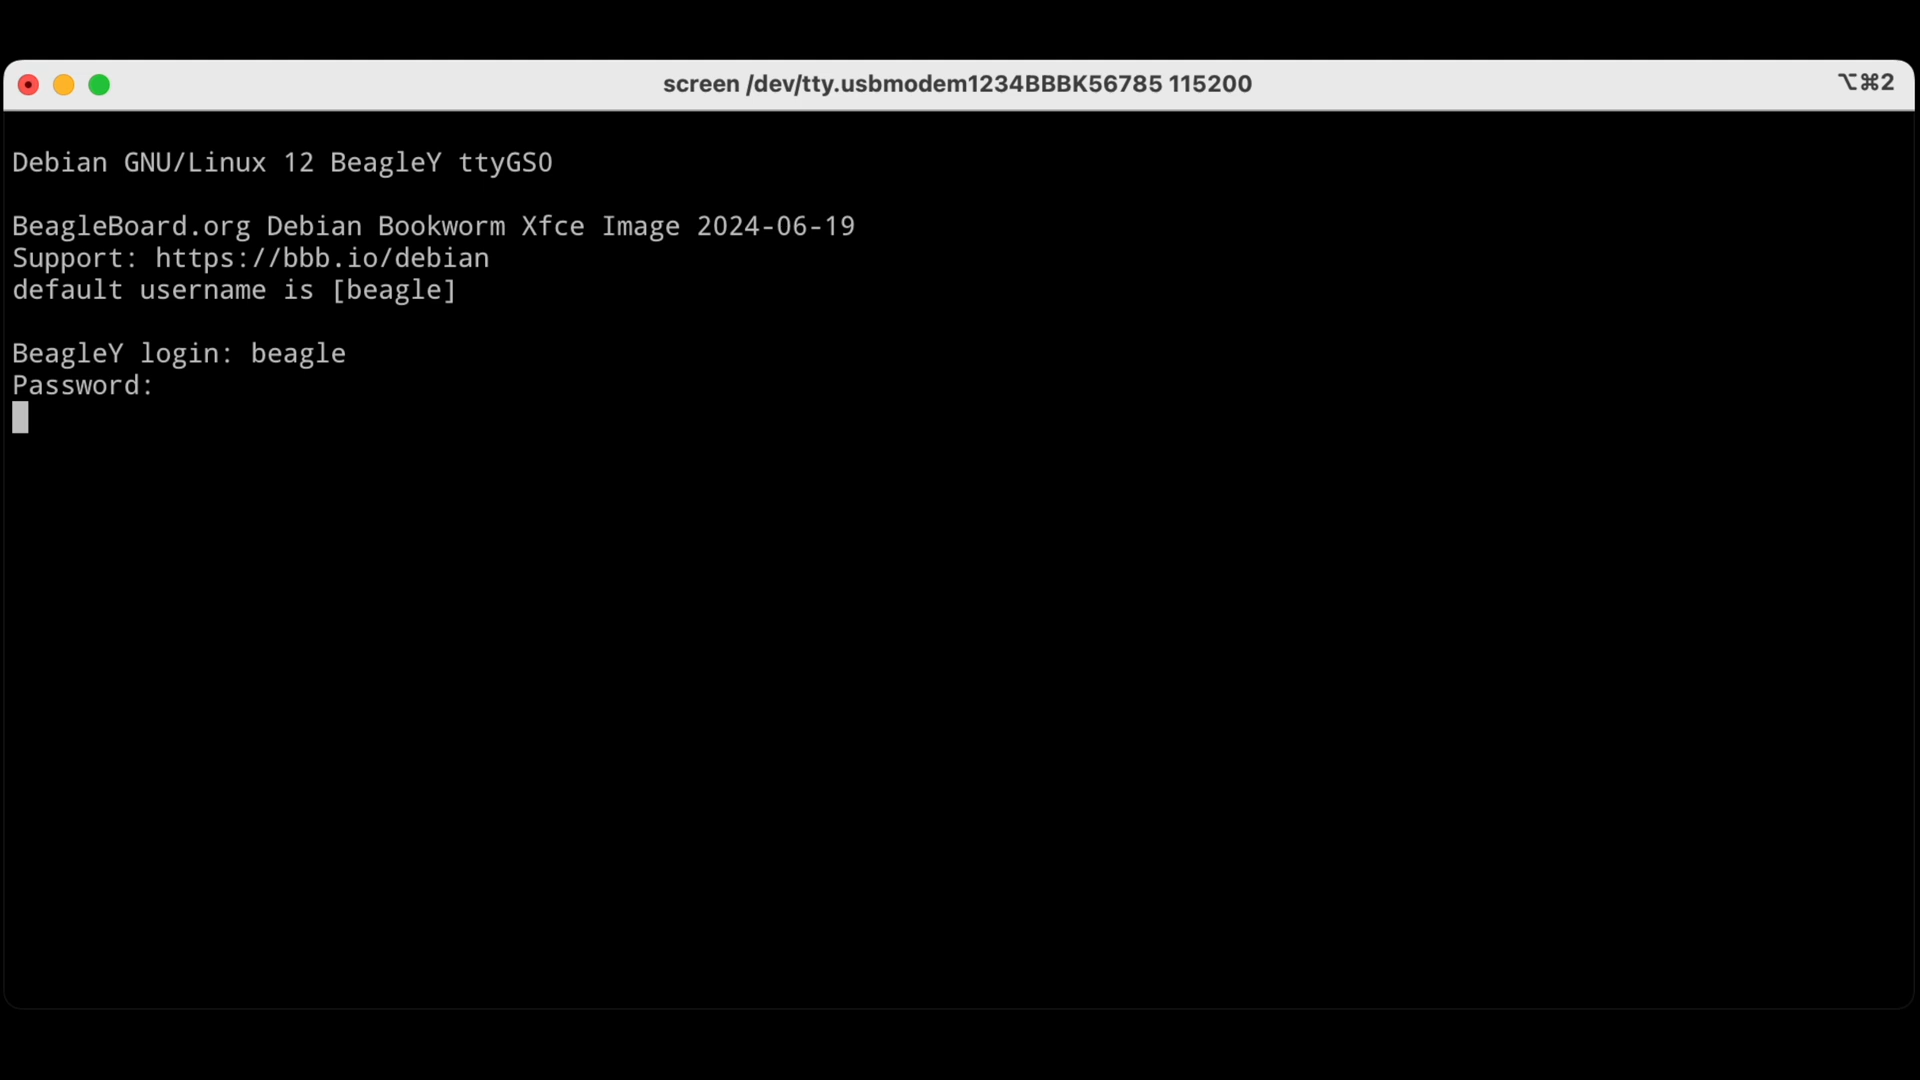 screen /dev/tty.usbmodem1234BBBK56785 115200
⌥⌘2
Debian GNU/Linux 12 BeagleY ttyGS0
BeagleBoard.org Debian Bookworm Xfce Image 2024-06-19
Support: https://bbb.io/debian
default username is [beagle]
BeagleY login: beagle
Password: